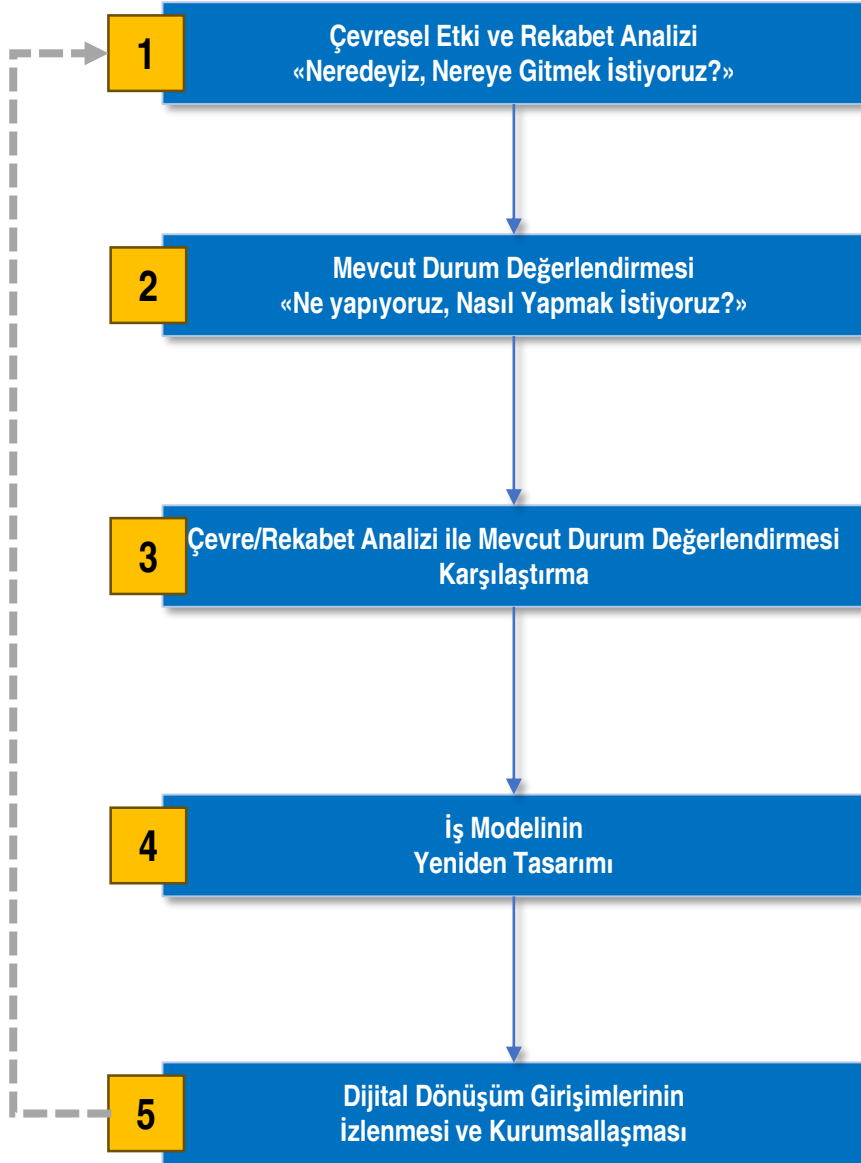 1
Çevresel Etki ve Rekabet Analizi
«Neredeyiz, Nereye Gitmek İstiyoruz?»
2
Mevcut Durum Değerlendirmesi
«Ne yapıyoruz, Nasıl Yapmak İstiyoruz?»
3
Çevre/Rekabet Analizi ile Mevcut Durum Değerlendirmesi
Karşılaştırma
4
İş Modelinin
Yeniden Tasarımı
5
Dijital Dönüşüm Girişimlerinin
İzlenmesi ve Kurumsallaşması